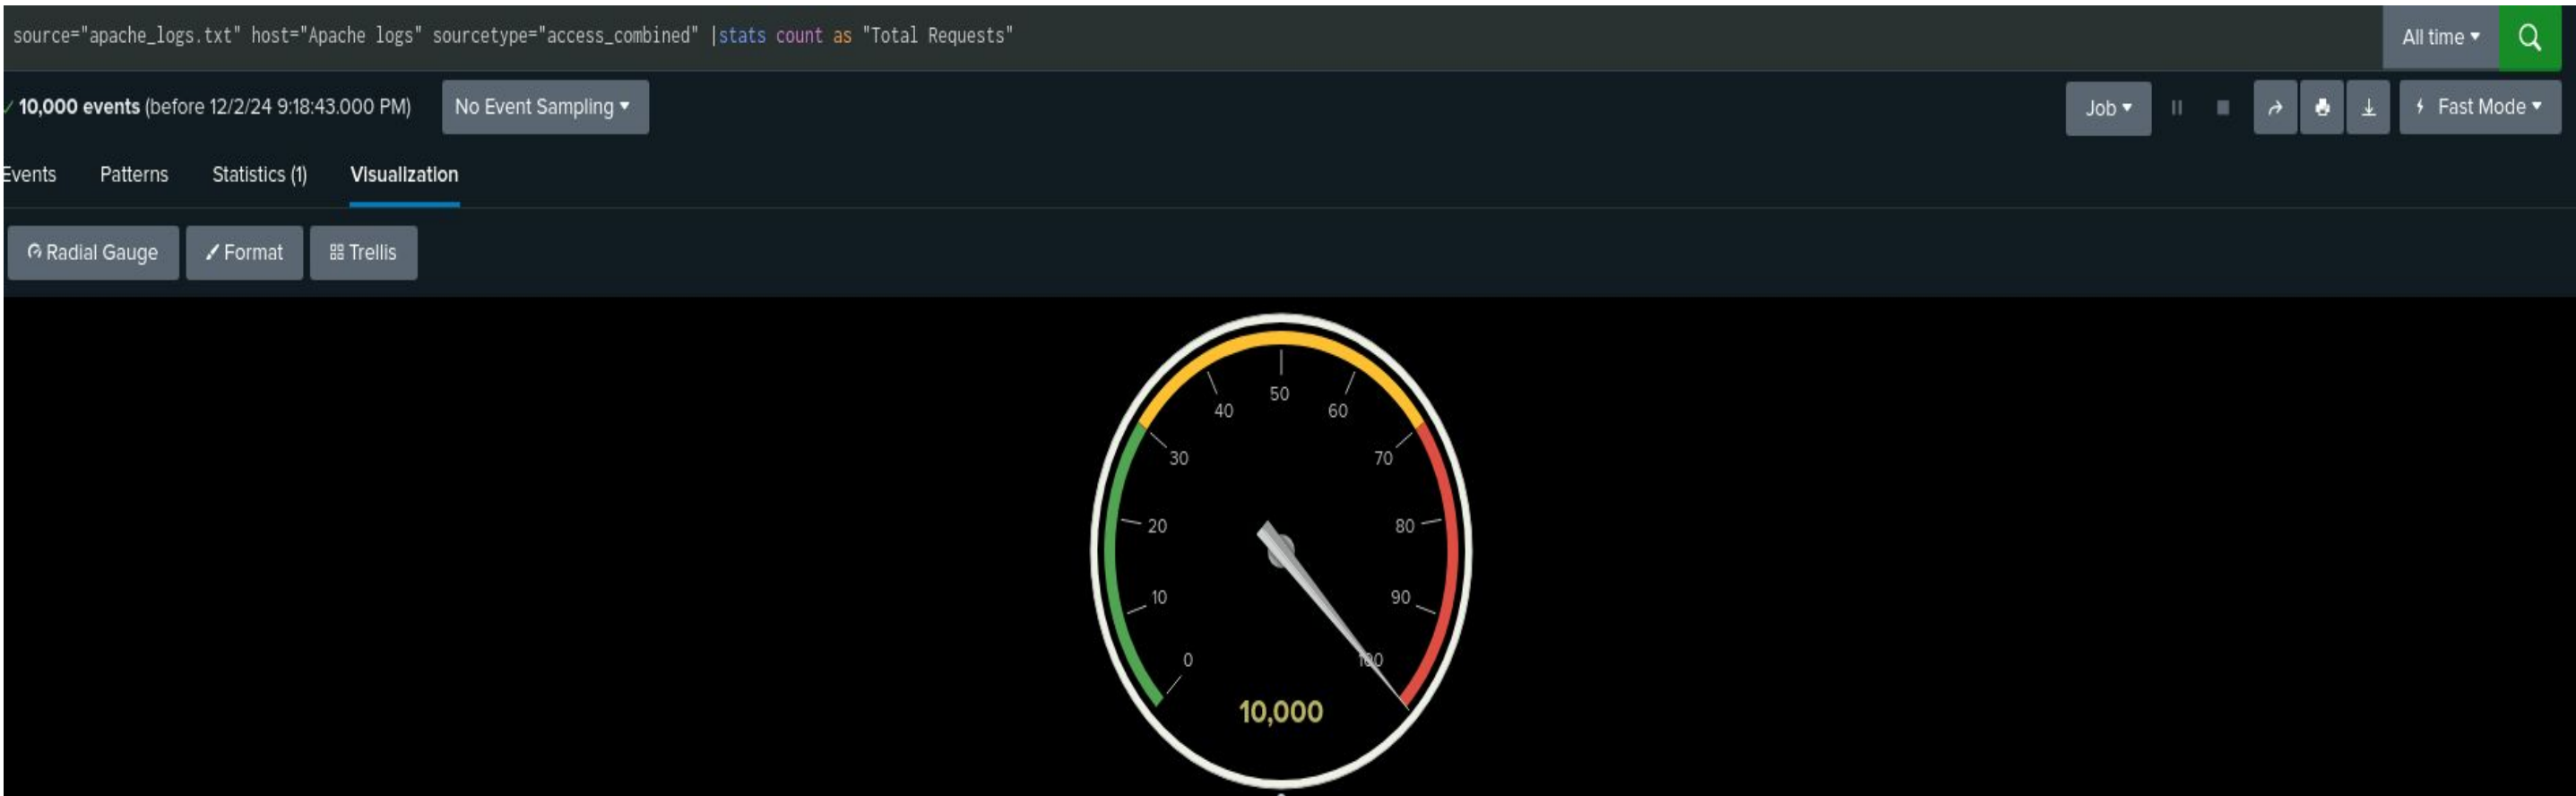 source="apache_logs.txt" host="Apache logs" sourcetype="access_combined" |stats count as "Total Requests"
All time
10,000 events (before 12/2/24 9:18:43.000 PM)
No Event Sampling
Job
Fast Mode
Events
Patterns
Statistics (1)
Visualization
Radial Gauge
Format
Trellis
50
40
60
30
70
20
80
10
90
0
100
10,000